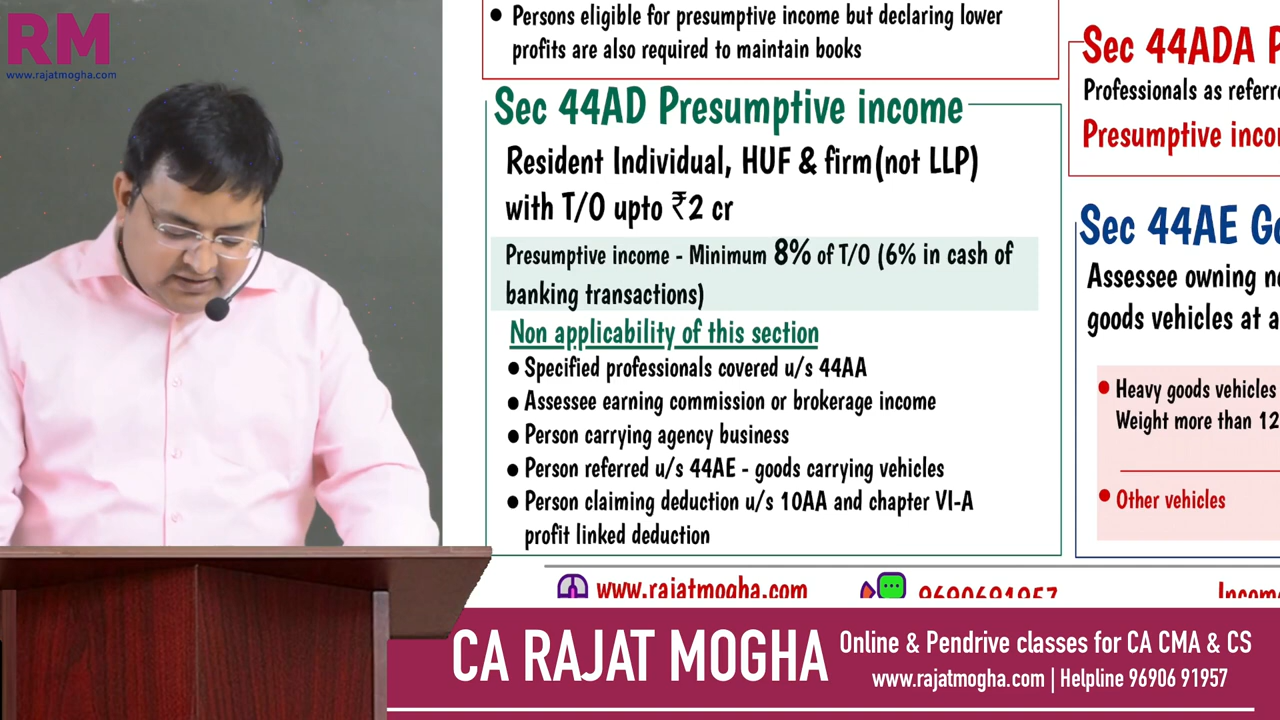 RM
www.rajatmogha.com
• Persons eligible for presumptive income but declaring lower
profits are also required to maintain books
Sec 44AD Presumptive income
Resident Individual, HUF & firm(not LLP)
with T/O upto ₹2 cr
Presumptive income - Minimum 8% of T/O (6% in cash of
banking transactions)
Non applicability of this section
• Specified professionals covered u/s 44AA
• Assessee earning commission or brokerage income
• Person carrying agency business
• Person referred u/s 44AE - goods carrying vehicles
• Person claiming deduction u/s 10AA and chapter VI-A
profit linked deduction
Sec 44ADA P
Professionals as referre
Presumptive inco
Sec 44AE Go
Assessee owning n
goods vehicles at a
• Heavy goods vehicles
Weight more than 12
• Other vehicles
www.rajatmogha.com
9690691957
Income
CA RAJAT MOGHA
Online & Pendrive classes for CA CMA & CS
www.rajatmogha.com | Helpline 96906 91957